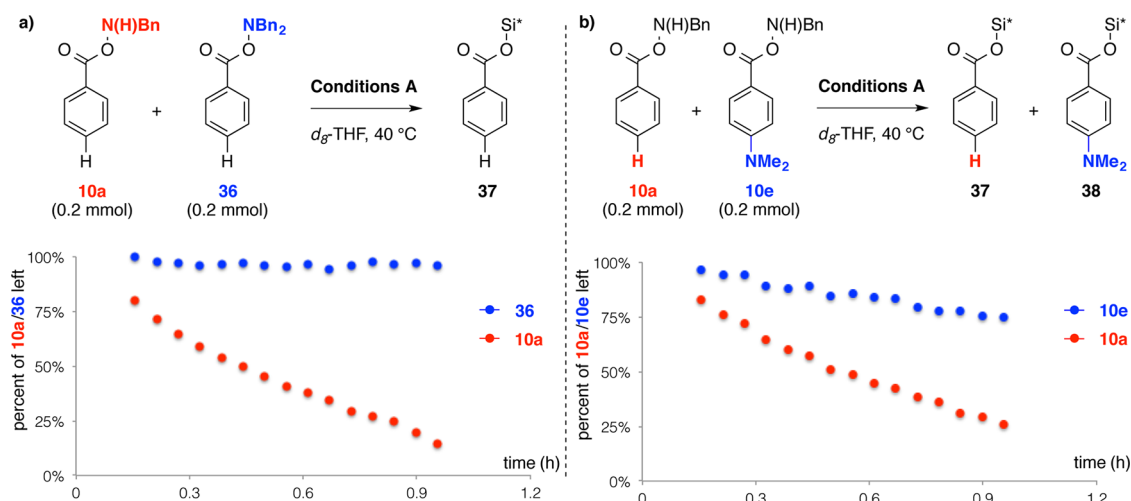 a)
N(H)Bn
O
O
H
10a
(0.2 mmol)
+
NBn2
O
O
H
36
(0.2 mmol)
Conditions A
d8-THF, 40 °C
Si*
O
O
H
37
percent of 10a/36 left
100%
75%
50%
25%
0%
0
0.3
0.6
0.9
1.2
time (h)
36
10a
b)
N(H)Bn
O
O
H
10a
(0.2 mmol)
+
N(H)Bn
O
O
NMe2
10e
(0.2 mmol)
Conditions A
d8-THF, 40 °C
Si*
O
O
H
37
+
Si*
O
O
NMe2
38
percent of 10a/10e left
100%
75%
50%
25%
0%
0
0.3
0.6
0.9
1.2
time (h)
10e
10a